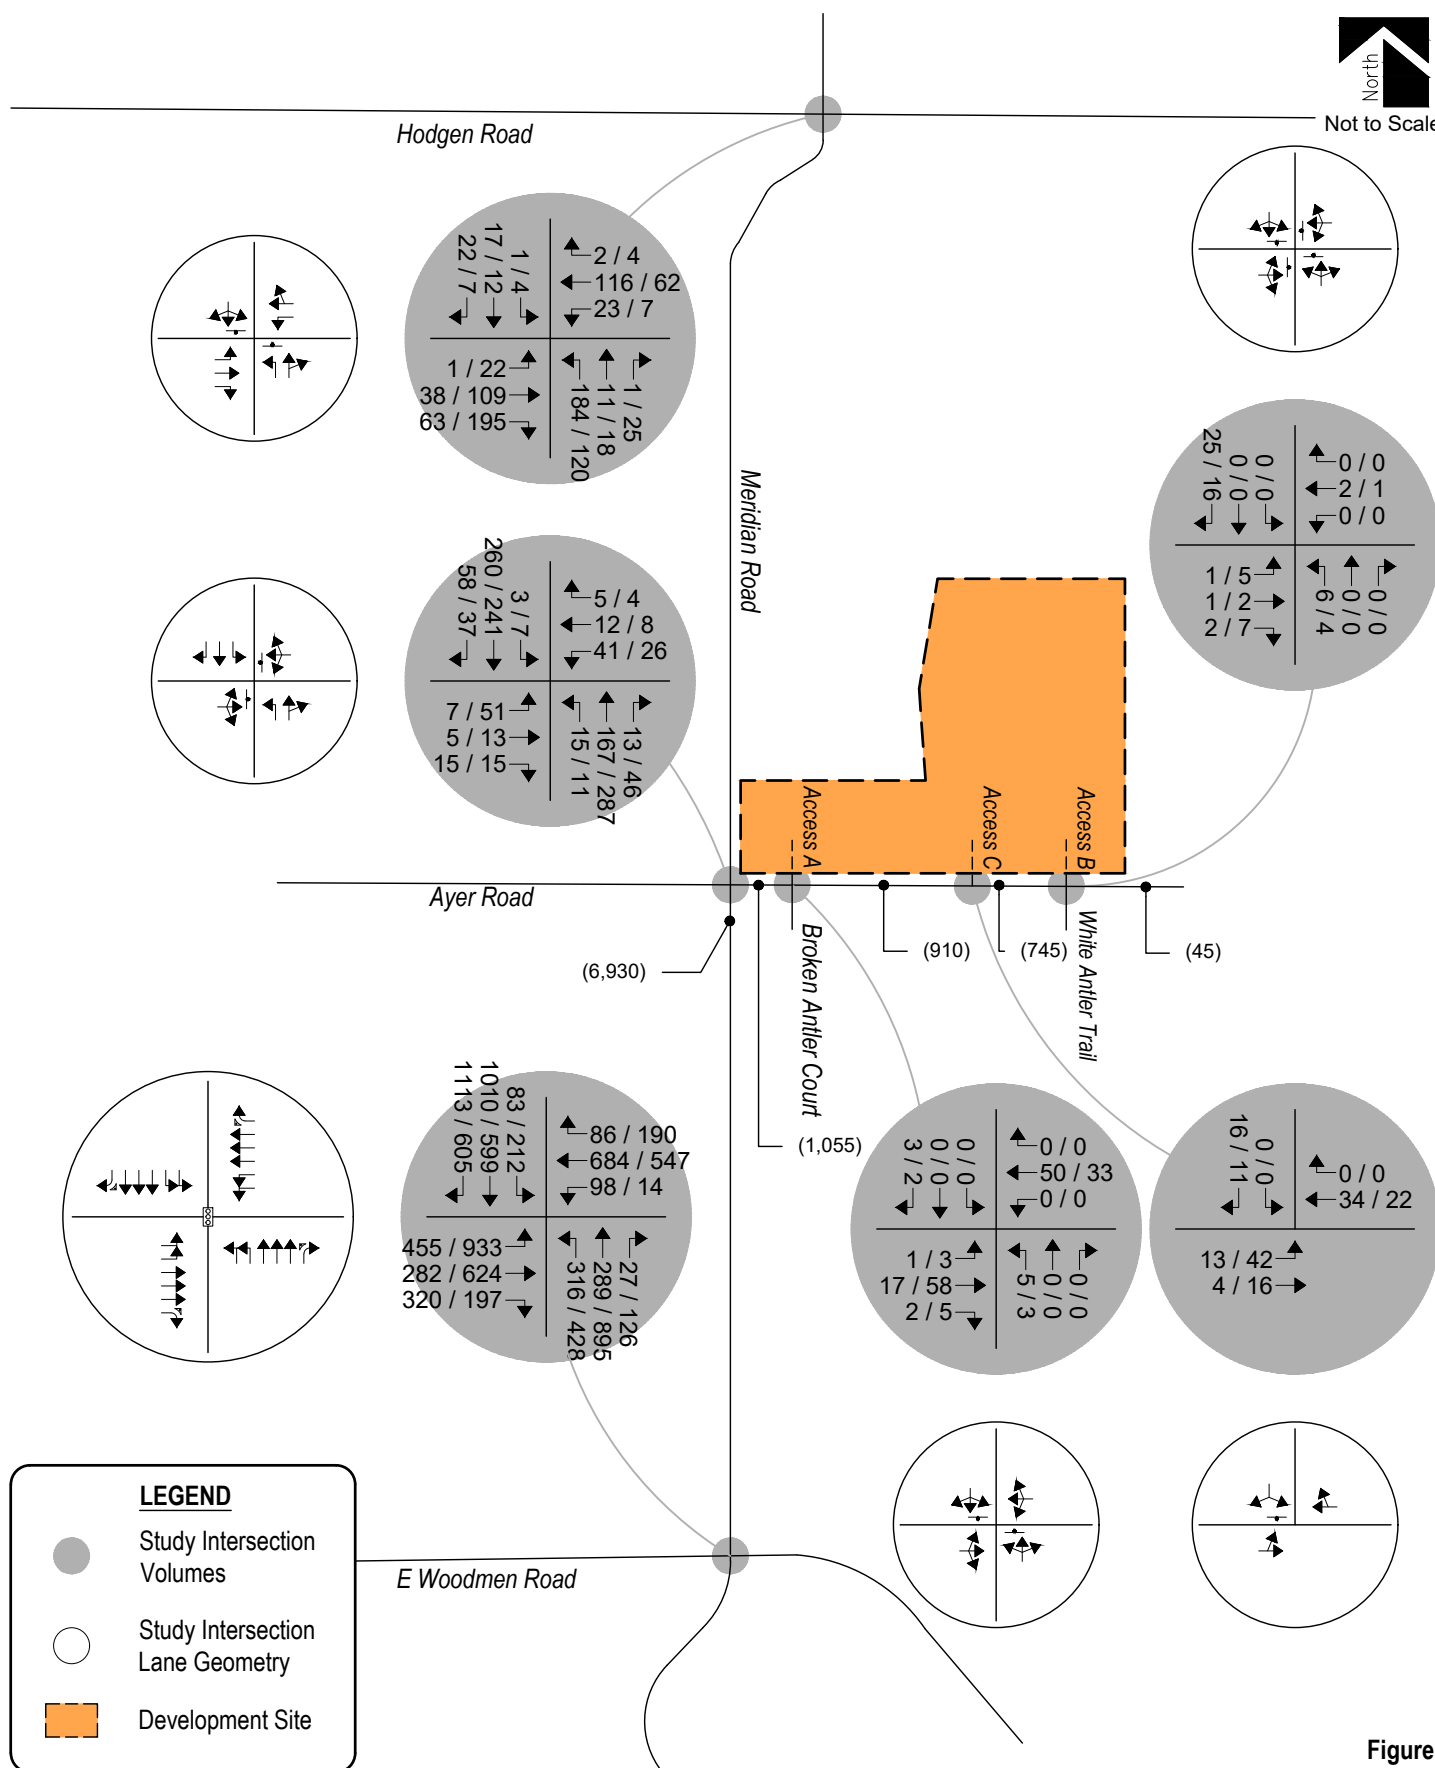 North
Not to Scale
Hodgen Road
22 / 7
17 / 12
1 / 4
2 / 4
116 / 62
23 / 7
1 / 22
38 / 109
63 / 195
184 / 120
11 / 18
1 / 25
Meridian Road
25 / 16
0 / 0
0 / 0
0 / 0
2 / 1
0 / 0
1 / 5
1 / 2
2 / 7
6 / 4
0 / 0
0 / 0
58 / 37
260 / 241
3 / 7
5 / 4
12 / 8
41 / 26
7 / 51
5 / 13
15 / 15
15 / 11
167 / 287
13 / 46
Access A
Access C
Access B
Ayer Road
Broken Antler Court
White Antler Trail
(6,930)
(910)
(745)
(45)
(1,055)
1113 / 605
1010 / 599
83 / 212
86 / 190
684 / 547
98 / 14
455 / 933
282 / 624
320 / 197
316 / 428
289 / 895
27 / 126
3 / 2
0 / 0
0 / 0
0 / 0
50 / 33
0 / 0
1 / 3
17 / 58
2 / 5
5 / 3
0 / 0
0 / 0
16 / 11
0 / 0
0 / 0
34 / 22
13 / 42
4 / 16
E Woodmen Road
LEGEND
Study Intersection
Volumes
Study Intersection
Lane Geometry
Development Site
Figure